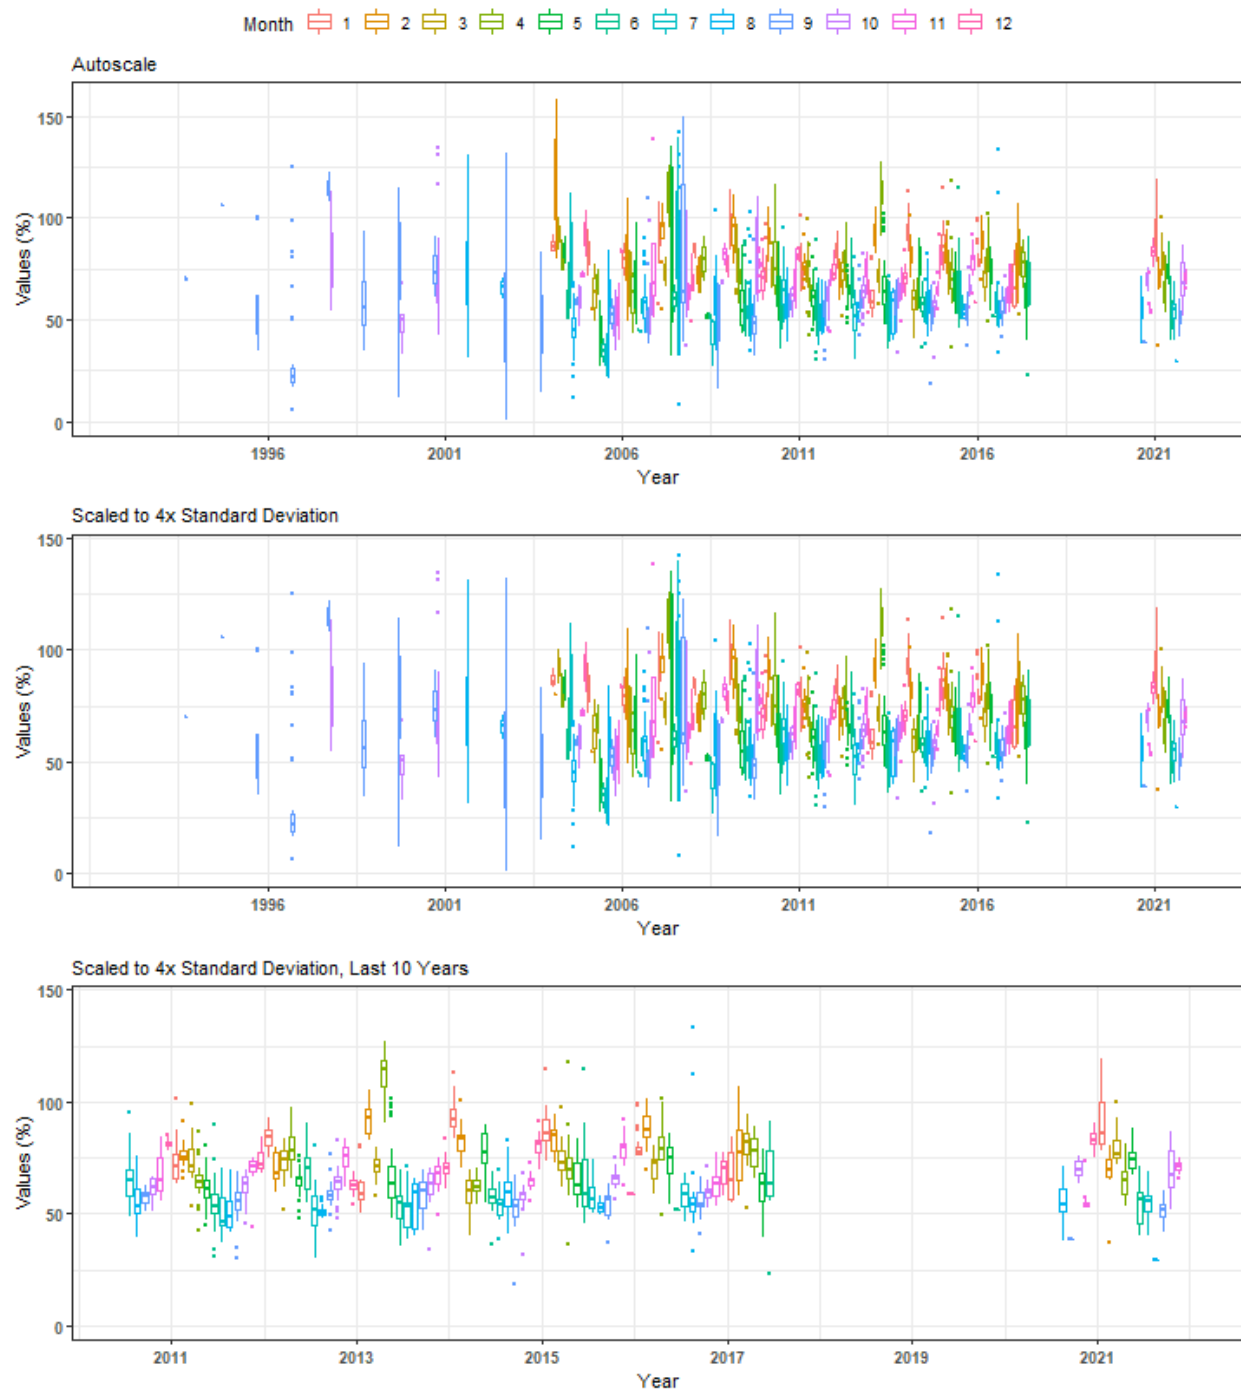 Month 1 2 3 4 5 6 7 8 9 10 11 12
Autoscale
150
100
50
0
Values (%)
1996 2001 2006 2011 2016 2021
Year
Scaled to 4x Standard Deviation
150
100
50
0
Values (%)
1996 2001 2006 2011 2016 2021
Year
Scaled to 4x Standard Deviation, Last 10 Years
150
100
50
0
Values (%)
2011 2013 2015 2017 2019 2021
Year